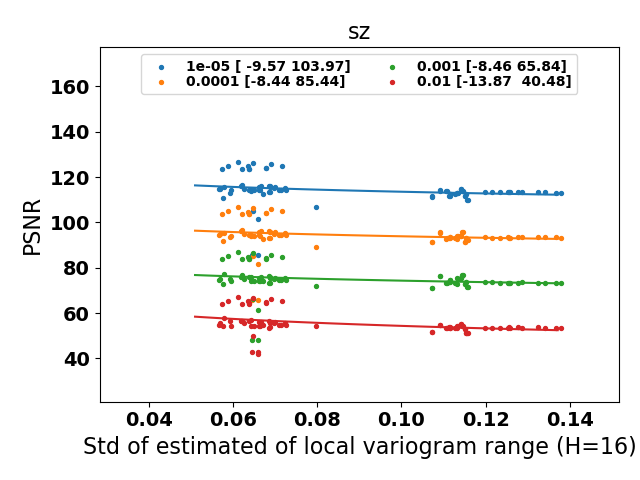 sz
1e-05 [ -9.57 103.97]
0.0001 [-8.44 85.44]
0.001 [-8.46 65.84]
0.01 [-13.87  40.48]
PSNR
160
140
120
100
80
60
40
0.04 0.06 0.08 0.10 0.12 0.14
Std of estimated of local variogram range (H=16)